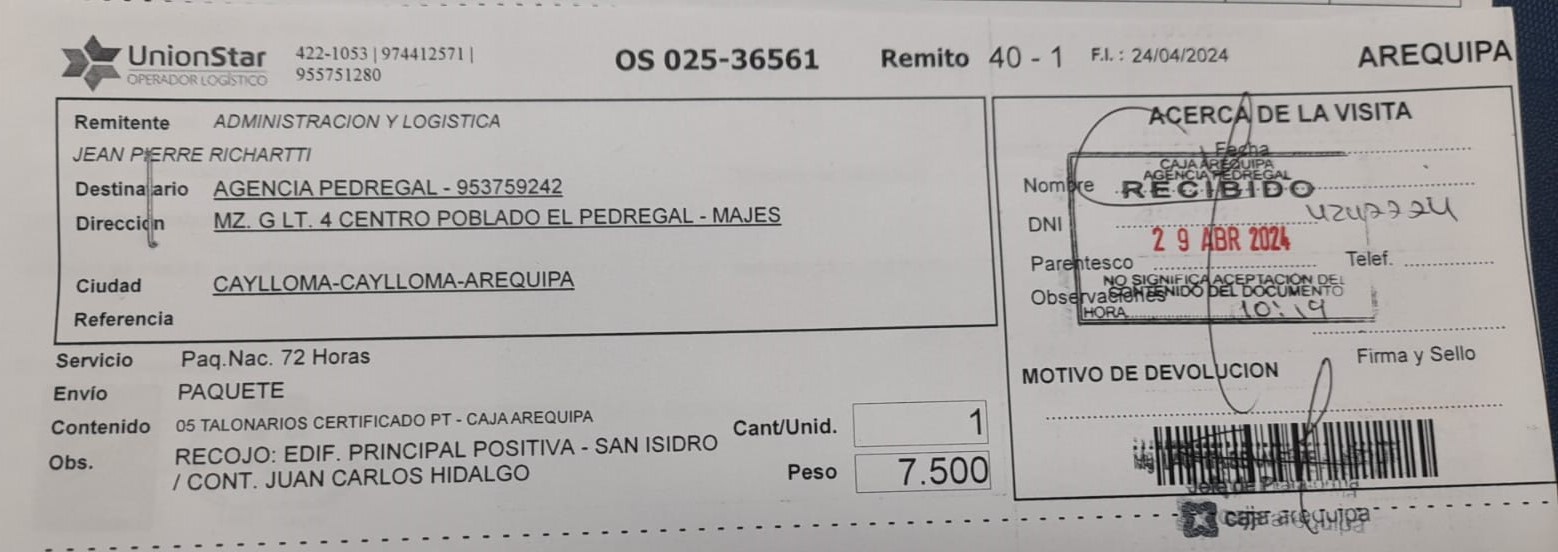 UnionStar
OPERADOR LOGÍSTICO
422-1053 | 974412571 |
955751280
OS 025-36561
Remito 40 - 1
F.I. : 24/04/2024
AREQUIPA
Remitente ADMINISTRACION Y LOGISTICA
JEAN PIERRE RICHARTTI
Destinatario AGENCIA PEDREGAL - 953759242
Direccion MZ. G LT. 4 CENTRO POBLADO EL PEDREGAL - MAJES
Ciudad CAYLLOMA-CAYLLOMA-AREQUIPA
Referencia
Servicio Paq.Nac. 72 Horas
Envío PAQUETE
Contenido 05 TALONARIOS CERTIFICADO PT - CAJA AREQUIPA
Obs. RECOJO: EDIF. PRINCIPAL POSITIVA - SAN ISIDRO
/ CONT. JUAN CARLOS HIDALGO
Cant/Unid. 1
Peso 7.500
ACERCA DE LA VISITA
Fecha
CAJA AREQUIPA
AGENCIA PEDREGAL
Nombre RECIBIDO
DNI
29 ABR 2024
Parentesco Telef.
NO SIGNIFICA ACEPTACION DEL
Observaciones CONTENIDO DEL DOCUMENTO
HORA 10:19
Firma y Sello
MOTIVO DE DEVOLUCION
caja arequipa